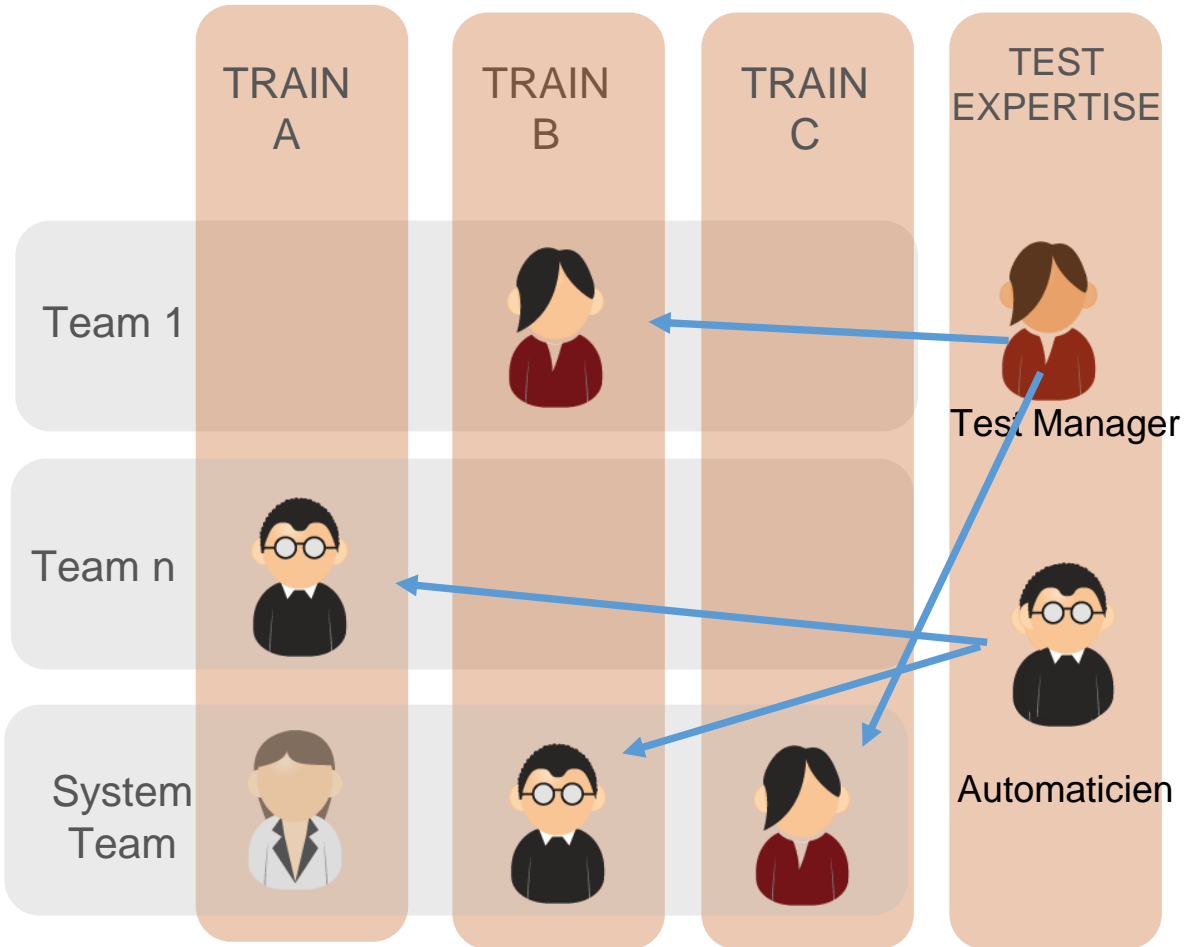 TRAIN
A
TRAIN
B
TRAIN
C
TEST
EXPERTISE
Team 1
Test Manager
Team n
System
Team
Automaticien